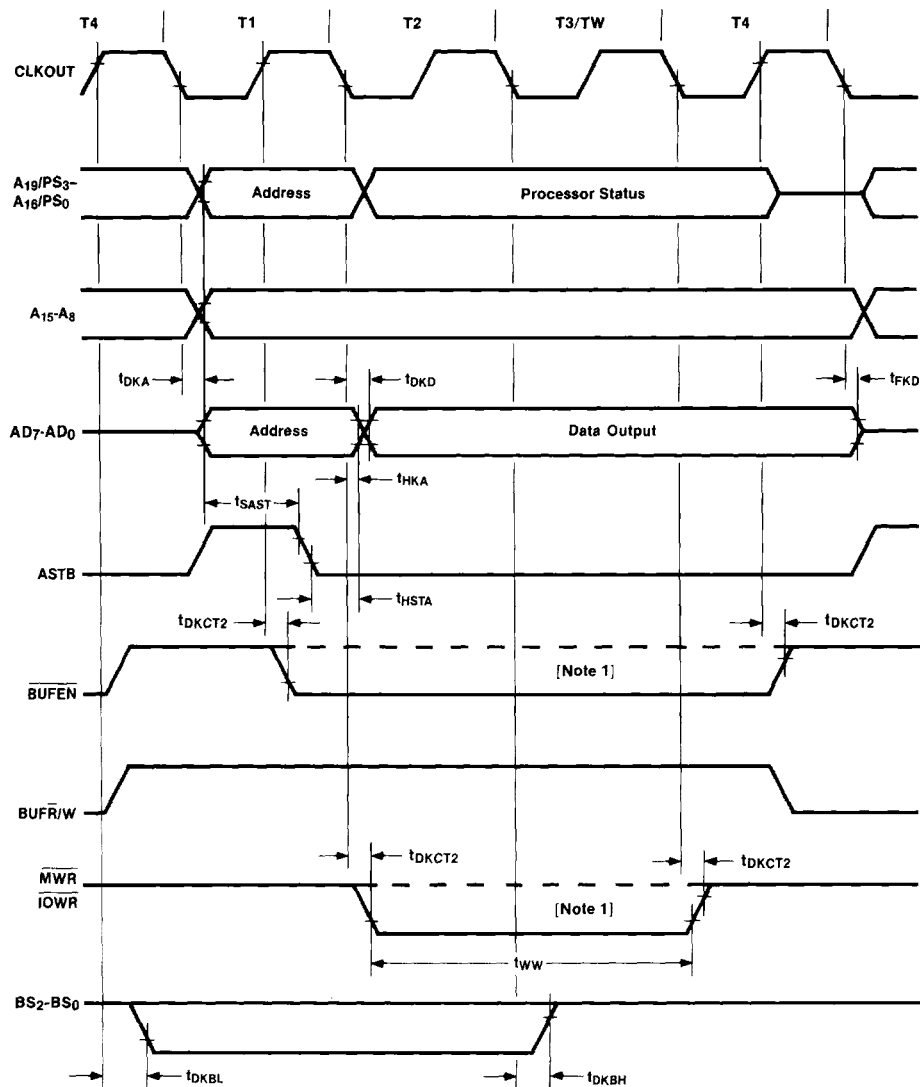 T4 T1 T2 T3/TW T4
CLKOUT
A19/PS3–
A16/PS0
Address Processor Status
A15-A8
tDKA tDKD tFKD
AD7-AD0 Address Data Output
tHKA
tSAST
ASTB
tHSTA
tDKCT2 tDKCT2
[Note 1]
BUFEN
BUFR/W
tDKCT2 tDKCT2
MWR
IOWR
[Note 1]
tWW
BS2-BS0
tDKBL tDKBH